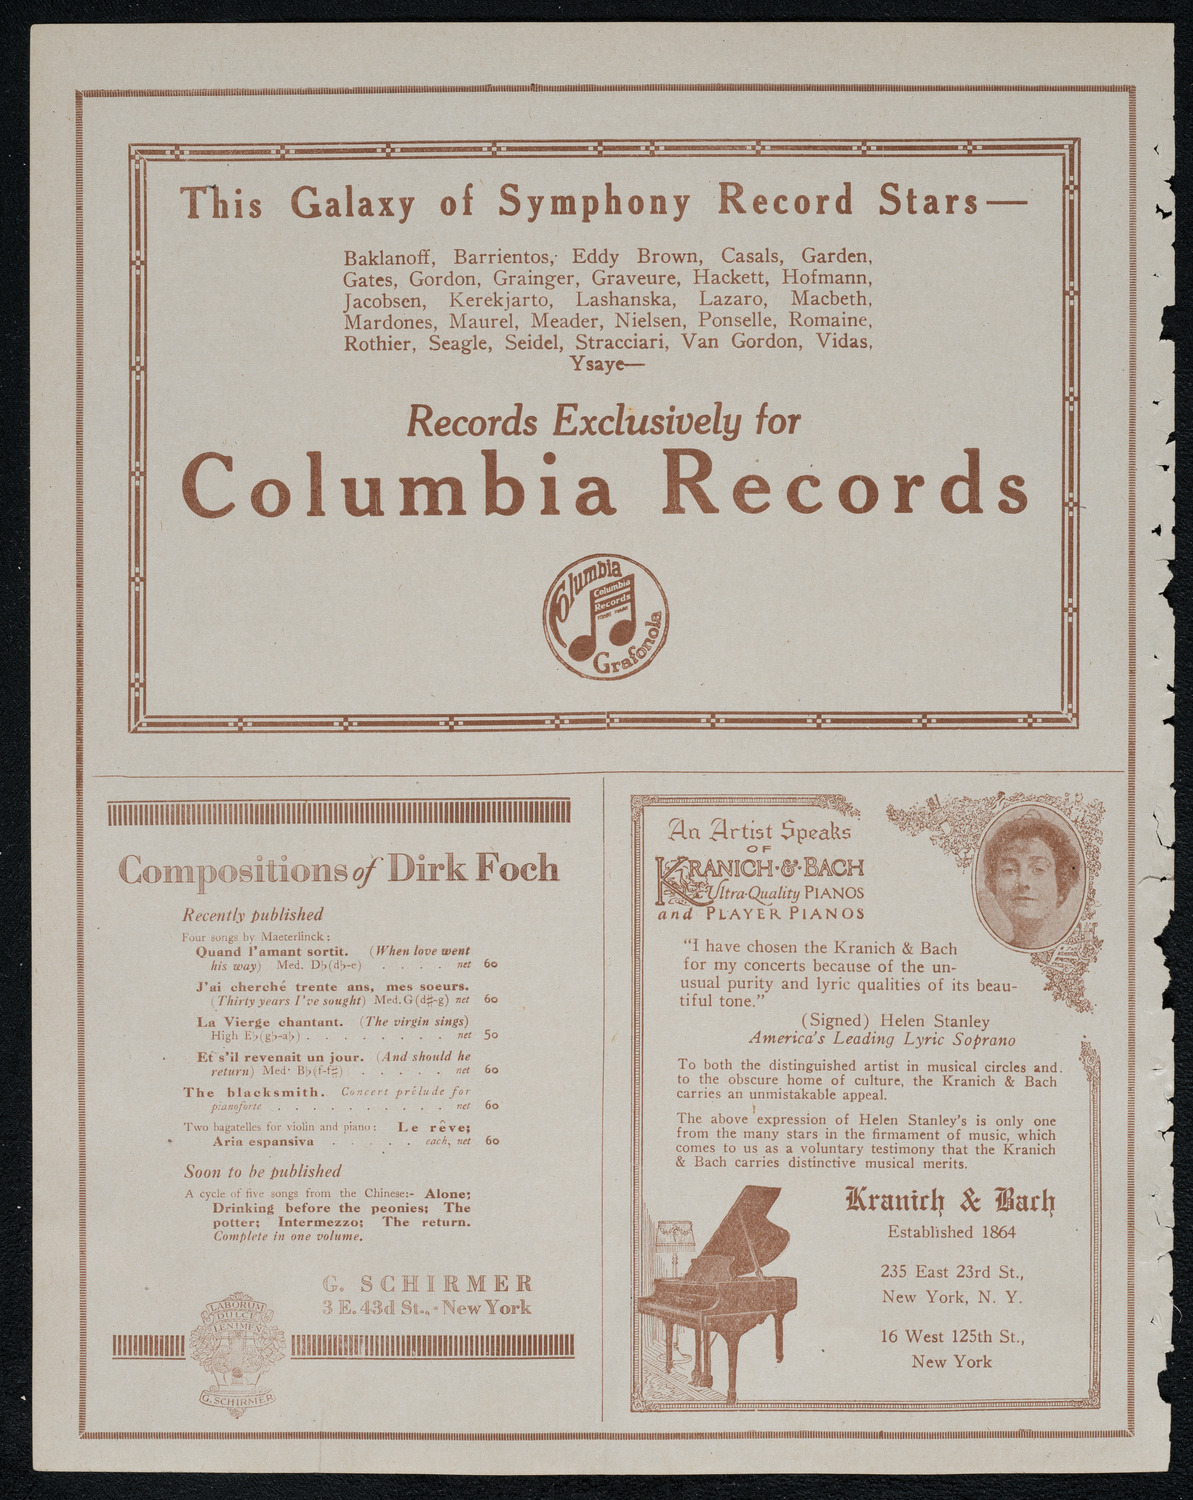 This Galaxy of Symphony Record Stars—
Baklanoff, Barrientos, Eddy Brown, Casals, Garden,
Gates, Gordon, Grainger, Graveure, Hackett, Hofmann,
Jacobsen, Kerekjarto, Lashanska, Lazaro, Macbeth,
Mardones, Maurel, Meader, Nielsen, Ponselle, Romaine,
Rothier, Seagle, Seidel, Stracciari, Van Gordon, Vidas,
Ysaye—
Records Exclusively for
Columbia Records
Columbia
Columbia
Records
Grafonola
Compositions of Dirk Foch
Recently published
Four songs by Maeterlinck:
Quand l'amant sortit. (When love went
his way) Med. D♭(d♭-e) . . . . net 60
J'ai cherché trente ans, mes soeurs.
(Thirty years I've sought) Med. G (d♯-g) net 60
La Vierge chantant. (The virgin sings)
High E♭(g♭-a♭) . . . . . . . . net 50
Et s'il revenait un jour. (And should he
return) Med. B♭(f-f♯) . . . . . net 60
The blacksmith. Concert prélude for
pianoforte . . . . . . . . . . net 60
Two bagatelles for violin and piano: Le rêve;
Aria espansiva . . . . . each, net 60
Soon to be published
A cycle of five songs from the Chinese:- Alone;
Drinking before the peonies; The
potter; Intermezzo; The return.
Complete in one volume.
G. SCHIRMER
3 E. 43d St., - New York
LABORUM
DULCE
LENIMEN
G. SCHIRMER
An Artist Speaks
OF
KRANICH·&·BACH
Ultra-Quality PIANOS
and PLAYER PIANOS
"I have chosen the Kranich & Bach
for my concerts because of the un-
usual purity and lyric qualities of its beau-
tiful tone."
(Signed) Helen Stanley
America's Leading Lyric Soprano
To both the distinguished artist in musical circles and
to the obscure home of culture, the Kranich & Bach
carries an unmistakable appeal.
The above expression of Helen Stanley's is only one
from the many stars in the firmament of music, which
comes to us as a voluntary testimony that the Kranich
& Bach carries distinctive musical merits.
Kranich & Bach
Established 1864
235 East 23rd St.,
New York, N. Y.
16 West 125th St.,
New York